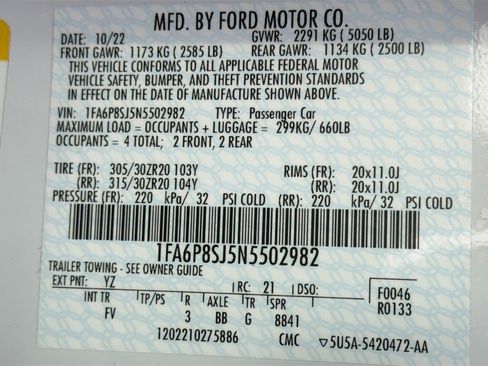 MFD. BY FORD MOTOR CO.
DATE: 10/22 GVWR: 2291 KG ( 5050 LB)
FRONT GAWR: 1173 KG ( 2585 LB) REAR GAWR: 1134 KG ( 2500 LB)
THIS VEHICLE CONFORMS TO ALL APPLICABLE FEDERAL MOTOR
VEHICLE SAFETY, BUMPER, AND THEFT PREVENTION STANDARDS
IN EFFECT ON THE DATE OF MANUFACTURE SHOWN ABOVE.
VIN: 1FA6P8SJ5N5502982 TYPE: Passenger Car
MAXIMUM LOAD = OCCUPANTS + LUGGAGE = 299KG/ 660LB
OCCUPANTS = 4 TOTAL; 2 FRONT, 2 REAR
TIRE (FR): 305/30ZR20 103Y RIMS (FR): 20x11.0J
(RR): 315/30ZR20 104Y (RR): 20x11.0J
PRESSURE (FR): 220 kPa/ 32 PSI COLD (RR): 220 kPa/ 32 PSI COLD
1FA6P8SJ5N5502982
TRAILER TOWING - SEE OWNER GUIDE
EXT PNT: YZ RC: 21 DSO: F0046
INT TR TP/PS R AXLE TR SPR R0133
FV 3 BB G 8841
1202210275886 CMC ▽5U5A-5420472-AA